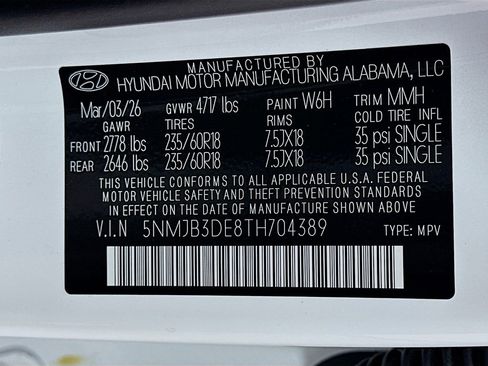 MANUFACTURED BY
HYUNDAI MOTOR MANUFACTURING ALABAMA, LLC
Mar/03/26 GVWR 4717 lbs PAINT W6H TRIM MMH
GAWR TIRES RIMS COLD TIRE INFL
FRONT 2778 lbs 235/60R18 7.5JX18 35 psi SINGLE
REAR 2646 lbs 235/60R18 7.5JX18 35 psi SINGLE
THIS VEHICLE CONFORMS TO ALL APPLICABLE U.S.A. FEDERAL
MOTOR VEHICLE SAFETY AND THEFT PREVENTION STANDARDS
IN EFFECT ON THE DATE OF MANUFACTURE SHOWN ABOVE.
V.I.N 5NMJB3DE8TH704389 TYPE: MPV